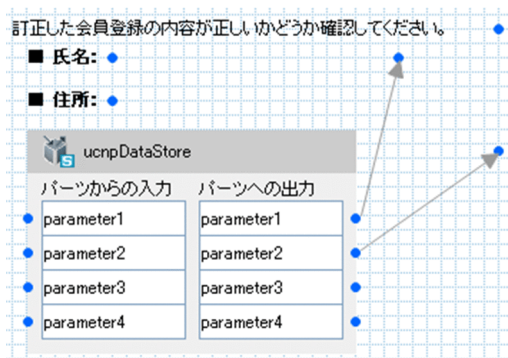 訂正した会員登録の内容が正しいかどうか確認してください。
■ 氏名:
■ 住所:
S ucnpDataStore
パーツからの入力 パーツへの出力
parameter1 parameter1
parameter2 parameter2
parameter3 parameter3
parameter4 parameter4